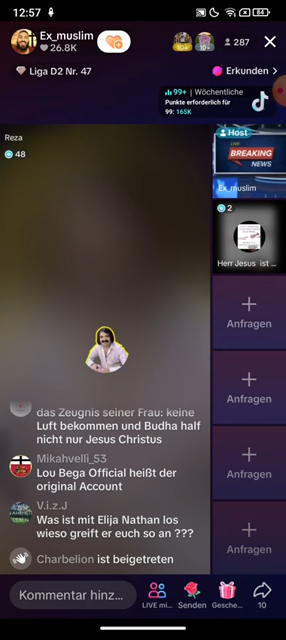 12:57
84
Ex_muslim
26.8K
10+
10+
287
Liga D2 Nr. 47
Erkunden
99+ | Wöchentliche
Punkte erforderlich für
99: 165K
Reza
48
Host
LIVE
BREAKING
NEWS
Ex_muslim
2
Herr Jesus ist ...
Anfragen
Anfragen
Anfragen
Anfragen
das Zeugnis seiner Frau: keine
Luft bekommen und Budha half
nicht nur Jesus Christus
Mikahvelli_53
Lou Bega Official heißt der
original Account
V.i.z.J
Was ist mit Elija Nathan los
wieso greift er euch so an ???
Charbelion ist beigetreten
Kommentar hinz...
LIVE mi...
Senden
Gesche...
10